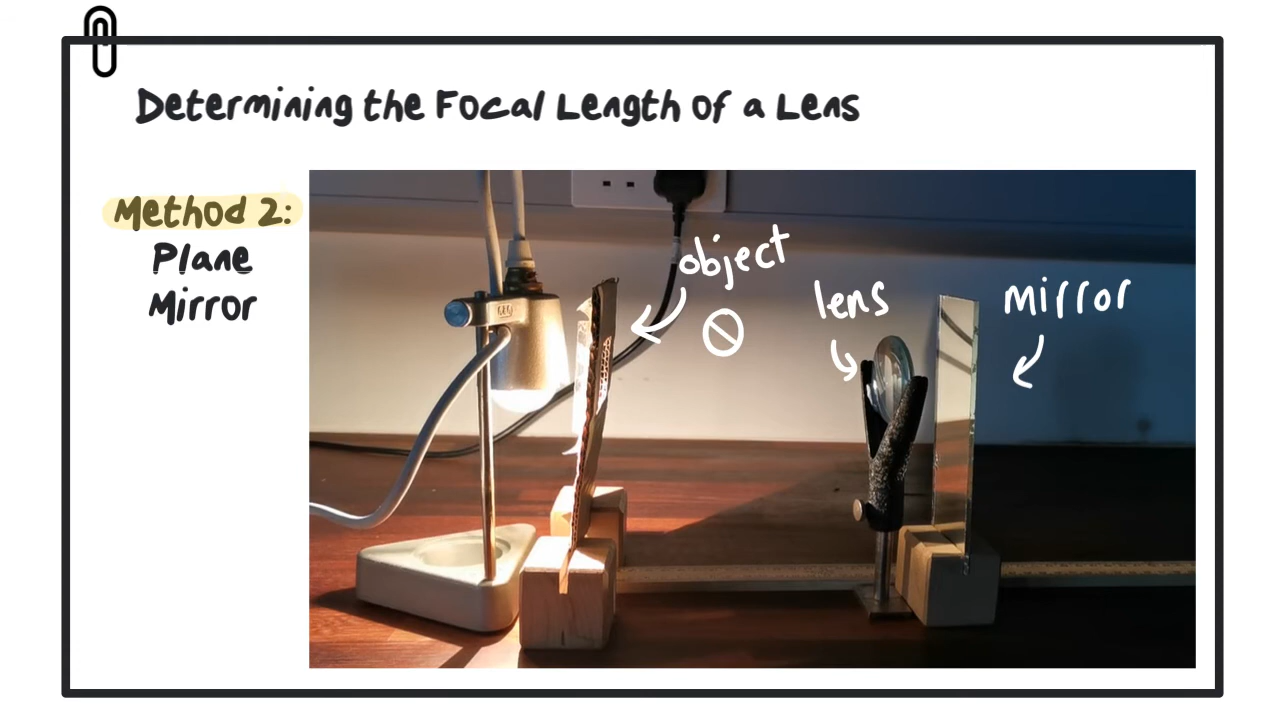 Determining the Focal Length of a Lens
Method 2:
Plane
Mirror
object
lens
mirror